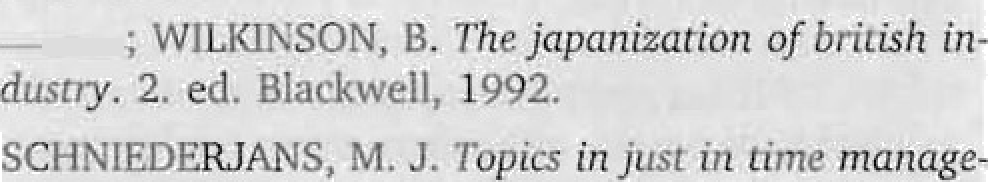 — ; WILKINSON, B. The japanization of british in-
dustry. 2. ed. Blackwell, 1992.
SCHNIEDERJANS, M. J. Topics in just in time manage-